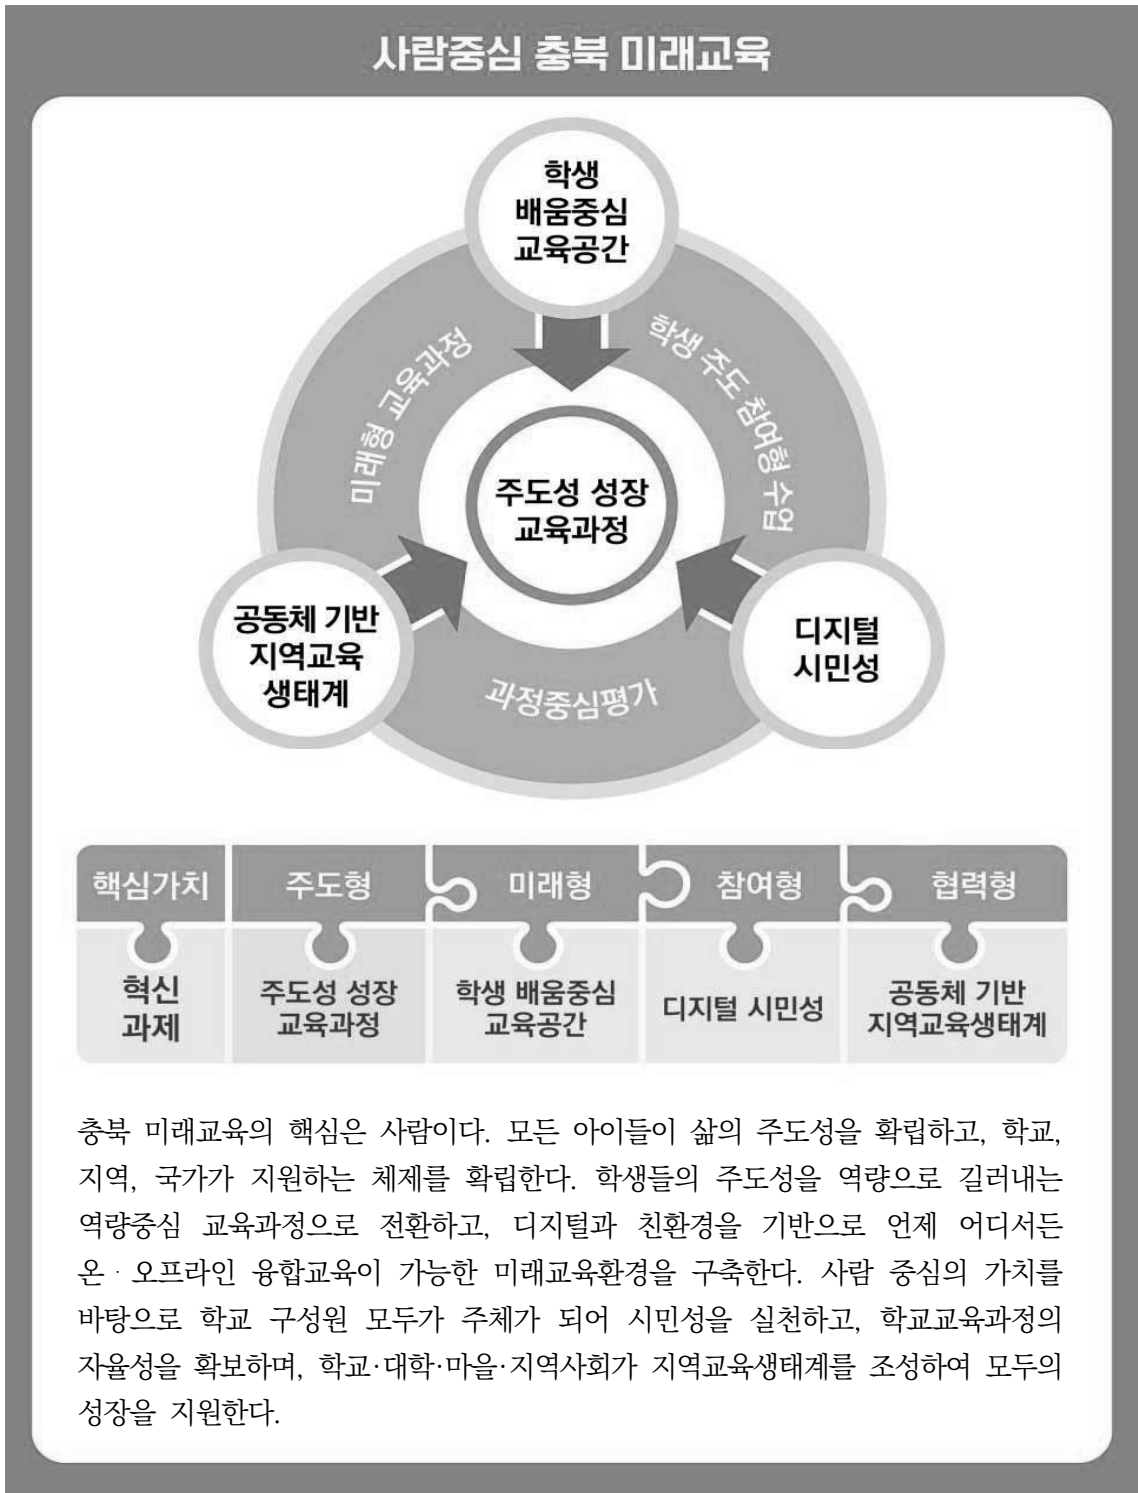 사람중심 충북 미래교육
학생
배움중심
교육공간
미래형 교육과정
학생 주도 참여형 수업
주도성 성장
교육과정
공동체 기반
지역교육
생태계
디지털
시민성
과정중심평가
핵심가치
주도형
미래형
참여형
협력형
혁신
과제
주도성 성장
교육과정
학생 배움중심
교육공간
디지털 시민성
공동체 기반
지역교육생태계
충북 미래교육의 핵심은 사람이다. 모든 아이들이 삶의 주도성을 확립하고, 학교,
지역, 국가가 지원하는 체제를 확립한다. 학생들의 주도성을 역량으로 길러내는
역량중심 교육과정으로 전환하고, 디지털과 친환경을 기반으로 언제 어디서든
온·오프라인 융합교육이 가능한 미래교육환경을 구축한다. 사람 중심의 가치를
바탕으로 학교 구성원 모두가 주체가 되어 시민성을 실천하고, 학교교육과정의
자율성을 확보하며, 학교·대학·마을·지역사회가 지역교육생태계를 조성하여 모두의
성장을 지원한다.